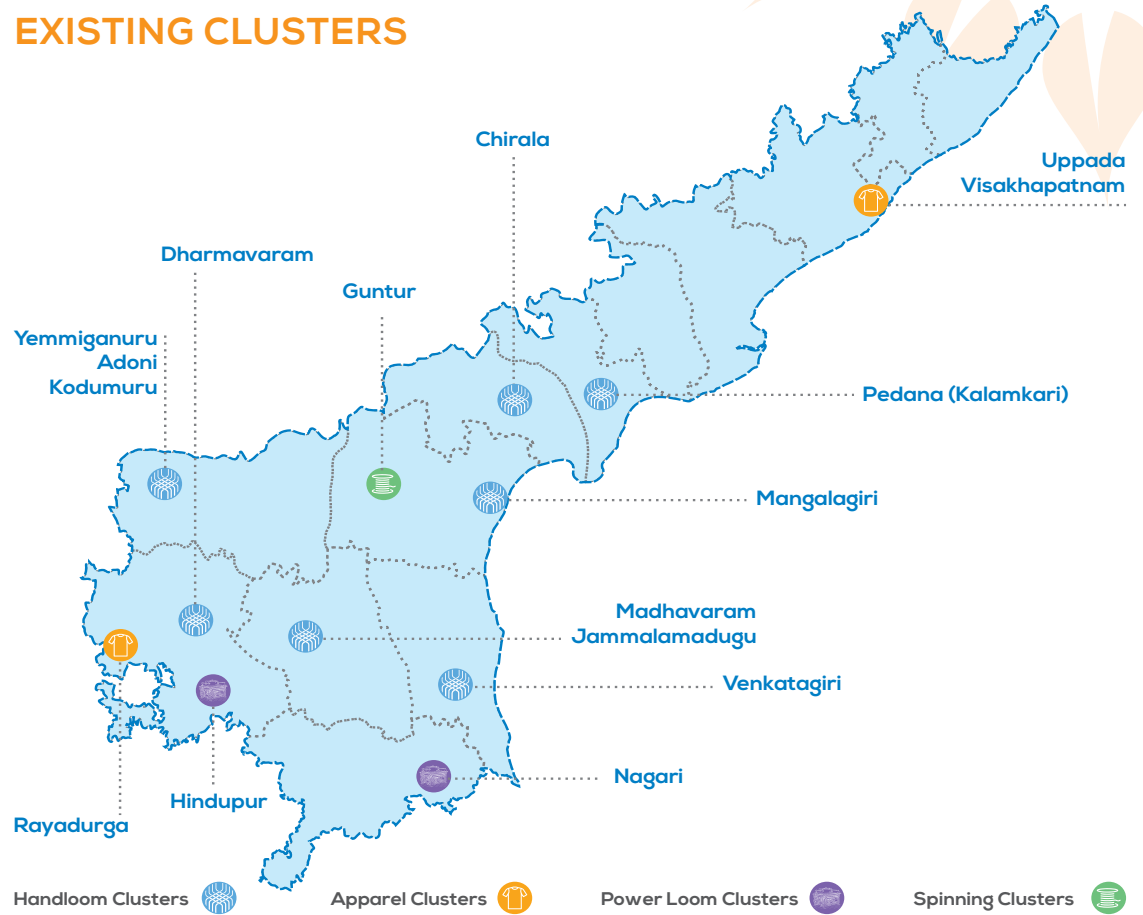 EXISTING CLUSTERS
Chirala
Uppada
Visakhapatnam
Dharmavaram
Guntur
Yemmiganuru
Adoni
Kodumuru
Pedana (Kalamkari)
Mangalagiri
Madhavaram
Jammalamadugu
Venkatagiri
Nagari
Hindupur
Rayadurga
Handloom Clusters
Apparel Clusters
Power Loom Clusters
Spinning Clusters